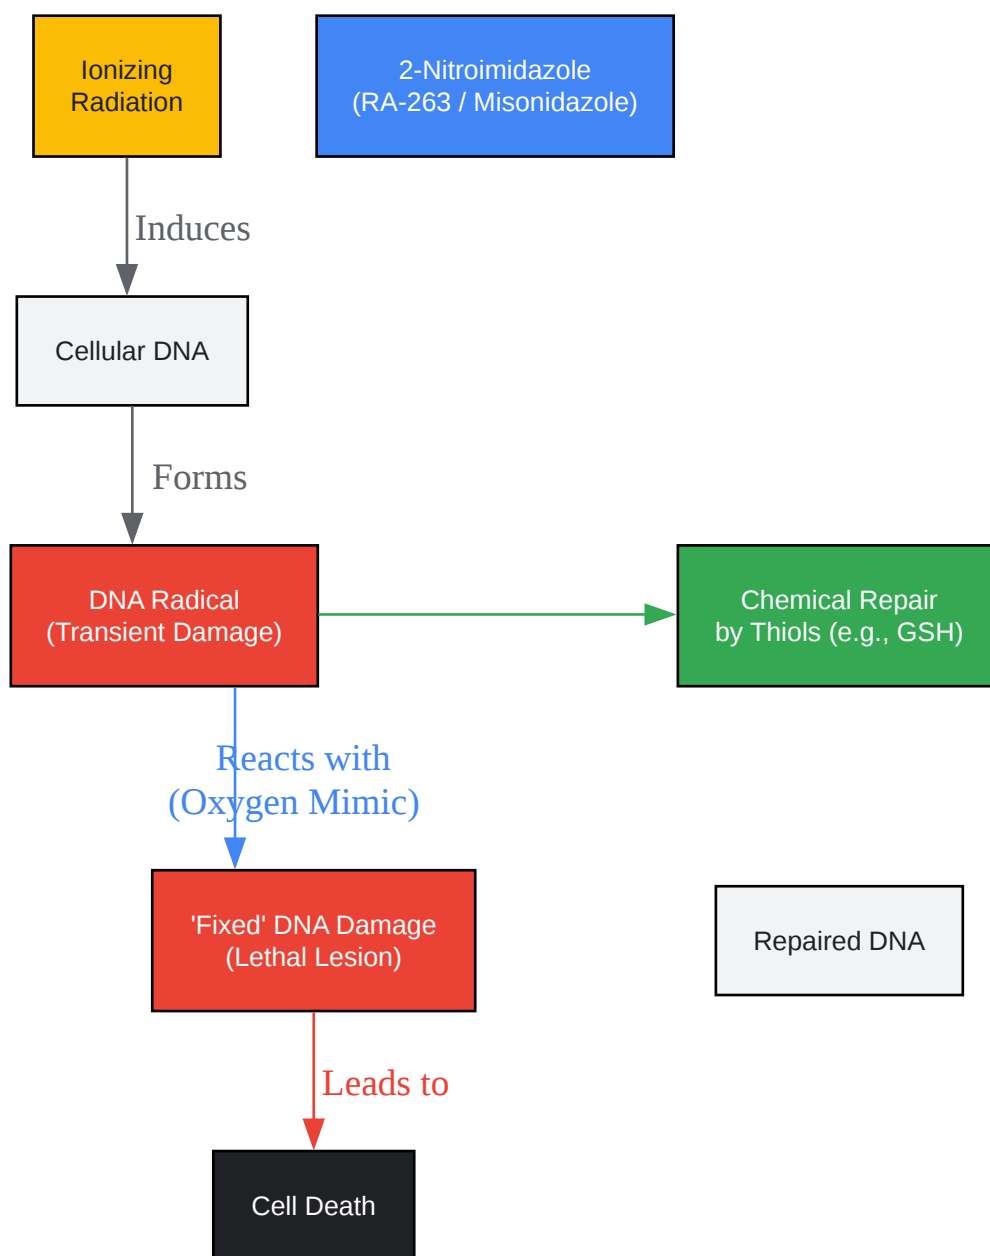 Ionizing
Radiation
2-Nitroimidazole
(RA-263 / Misonidazole)
Induces
Cellular DNA
Forms
DNA Radical
(Transient Damage)
Chemical Repair
by Thiols (e.g., GSH)
Reacts with
(Oxygen Mimic)
'Fixed' DNA Damage
(Lethal Lesion)
Repaired DNA
Leads to
Cell Death